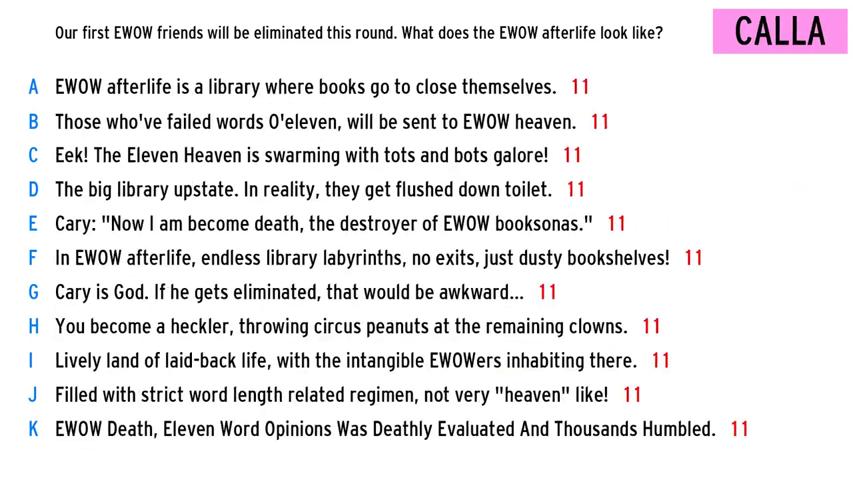 Our first EWOW friends will be eliminated this round. What does the EWOW afterlife look like?
CALLA
A EWOW afterlife is a library where books go to close themselves. 11
B Those who've failed words O'eleven, will be sent to EWOW heaven. 11
C Eek! The Eleven Heaven is swarming with tots and bots galore! 11
D The big library upstate. In reality, they get flushed down toilet. 11
E Cary: "Now I am become death, the destroyer of EWOW booksonas." 11
F In EWOW afterlife, endless library labyrinths, no exits, just dusty bookshelves! 11
G Cary is God. If he gets eliminated, that would be awkward... 11
H You become a heckler, throwing circus peanuts at the remaining clowns. 11
I Lively land of laid-back life, with the intangible EWOWers inhabiting there. 11
J Filled with strict word length related regimen, not very "heaven" like! 11
K EWOW Death, Eleven Word Opinions Was Deathly Evaluated And Thousands Humbled. 11